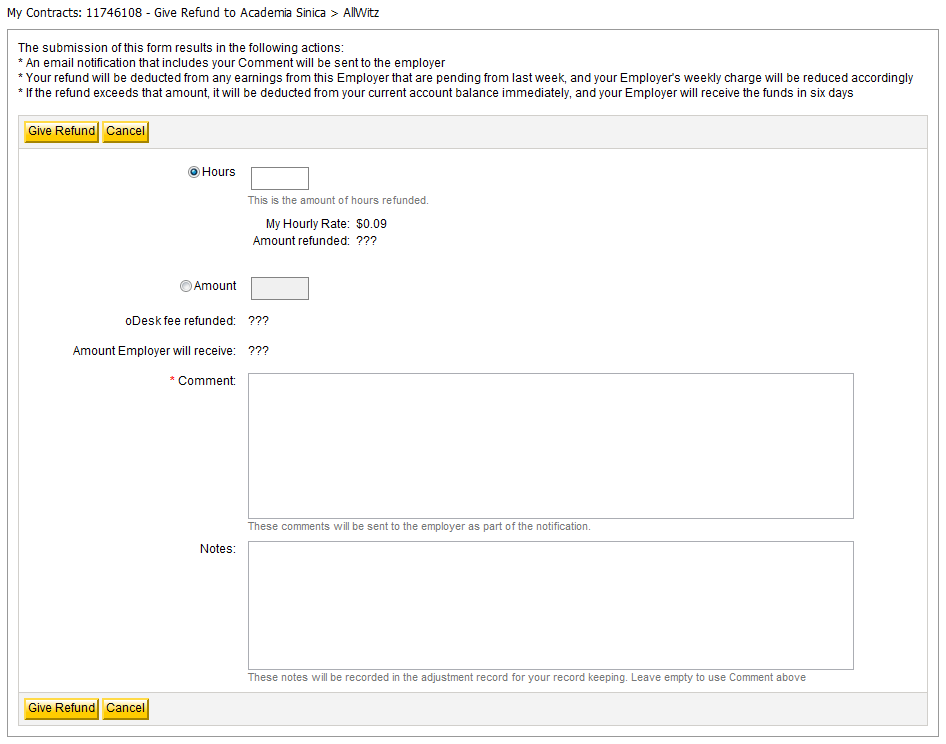 My Contracts: 11746108 - Give Refund to Academia Sinica > AllWitz
The submission of this form results in the following actions:
* An email notification that includes your Comment will be sent to the employer
* Your refund will be deducted from any earnings from this Employer that are pending from last week, and your Employer's weekly charge will be reduced accordingly
* If the refund exceeds that amount, it will be deducted from your current account balance immediately, and your Employer will receive the funds in six days
Give Refund Cancel
Hours
This is the amount of hours refunded.
My Hourly Rate: $0.09
Amount refunded: ???
Amount
oDesk fee refunded: ???
Amount Employer will receive: ???
* Comment:
These comments will be sent to the employer as part of the notification.
Notes:
These notes will be recorded in the adjustment record for your record keeping. Leave empty to use Comment above
Give Refund Cancel